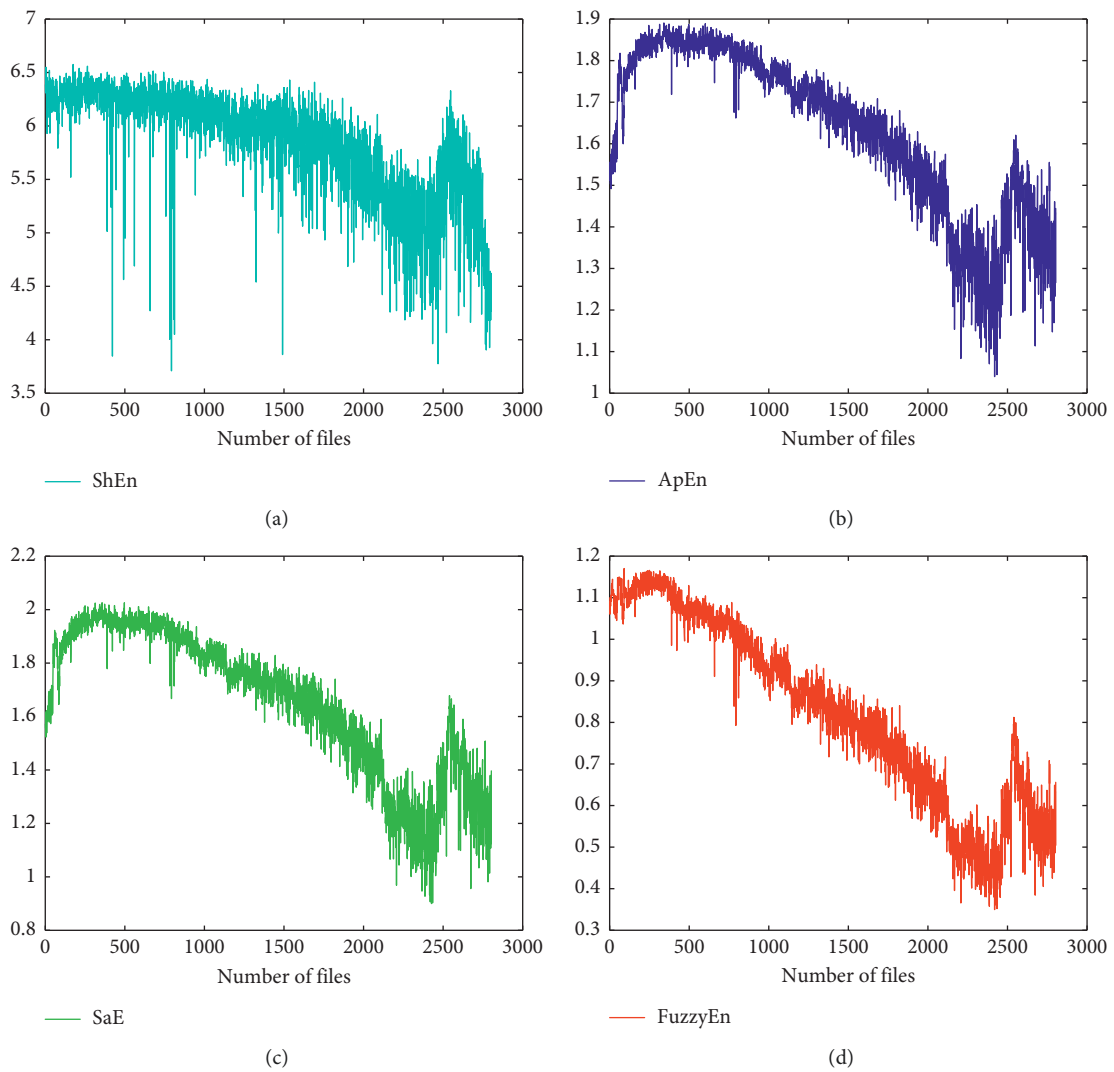 7
6.5
6
5.5
5
4.5
4
3.5
0 500 1000 1500 2000 2500 3000
Number of files
ShEn
(a)
1.9
1.8
1.7
1.6
1.5
1.4
1.3
1.2
1.1
1
0 500 1000 1500 2000 2500 3000
Number of files
ApEn
(b)
2.2
2
1.8
1.6
1.4
1.2
1
0.8
0 500 1000 1500 2000 2500 3000
Number of files
SaE
(c)
1.2
1.1
1
0.9
0.8
0.7
0.6
0.5
0.4
0.3
0 500 1000 1500 2000 2500 3000
Number of files
FuzzyEn
(d)